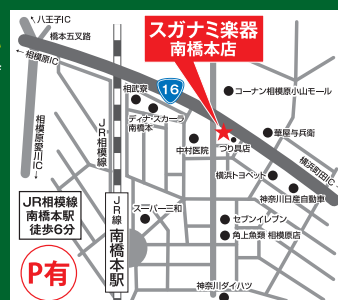 八王子IC
橋本五叉路
相模原IC
スガナミ楽器
南橋本店
16
相武寮
ディナ・スカーラ
南橋本
コーナン相模原小山モール
華屋与兵衛
つり具店
中村医院
横浜町田IC
横浜トヨペット
神奈川日産自動車
相模原愛川IC
JR相模線
JR相模線
南橋本駅
徒歩6分
P有
JR線
南橋本駅
スーパー三和
セブンイレブン
角上魚類 相模原店
神奈川ダイハツ